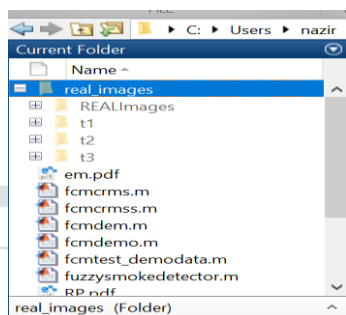 C: Users nazir
Current Folder
Name
real_images
REALImages
t1
t2
t3
em.pdf
fcmcrms.m
fcmcrmss.m
fcmdem.m
fcmdemo.m
fcmtest_demodata.m
fuzzysmokedetector.m
RP.pdf
real_images (Folder)